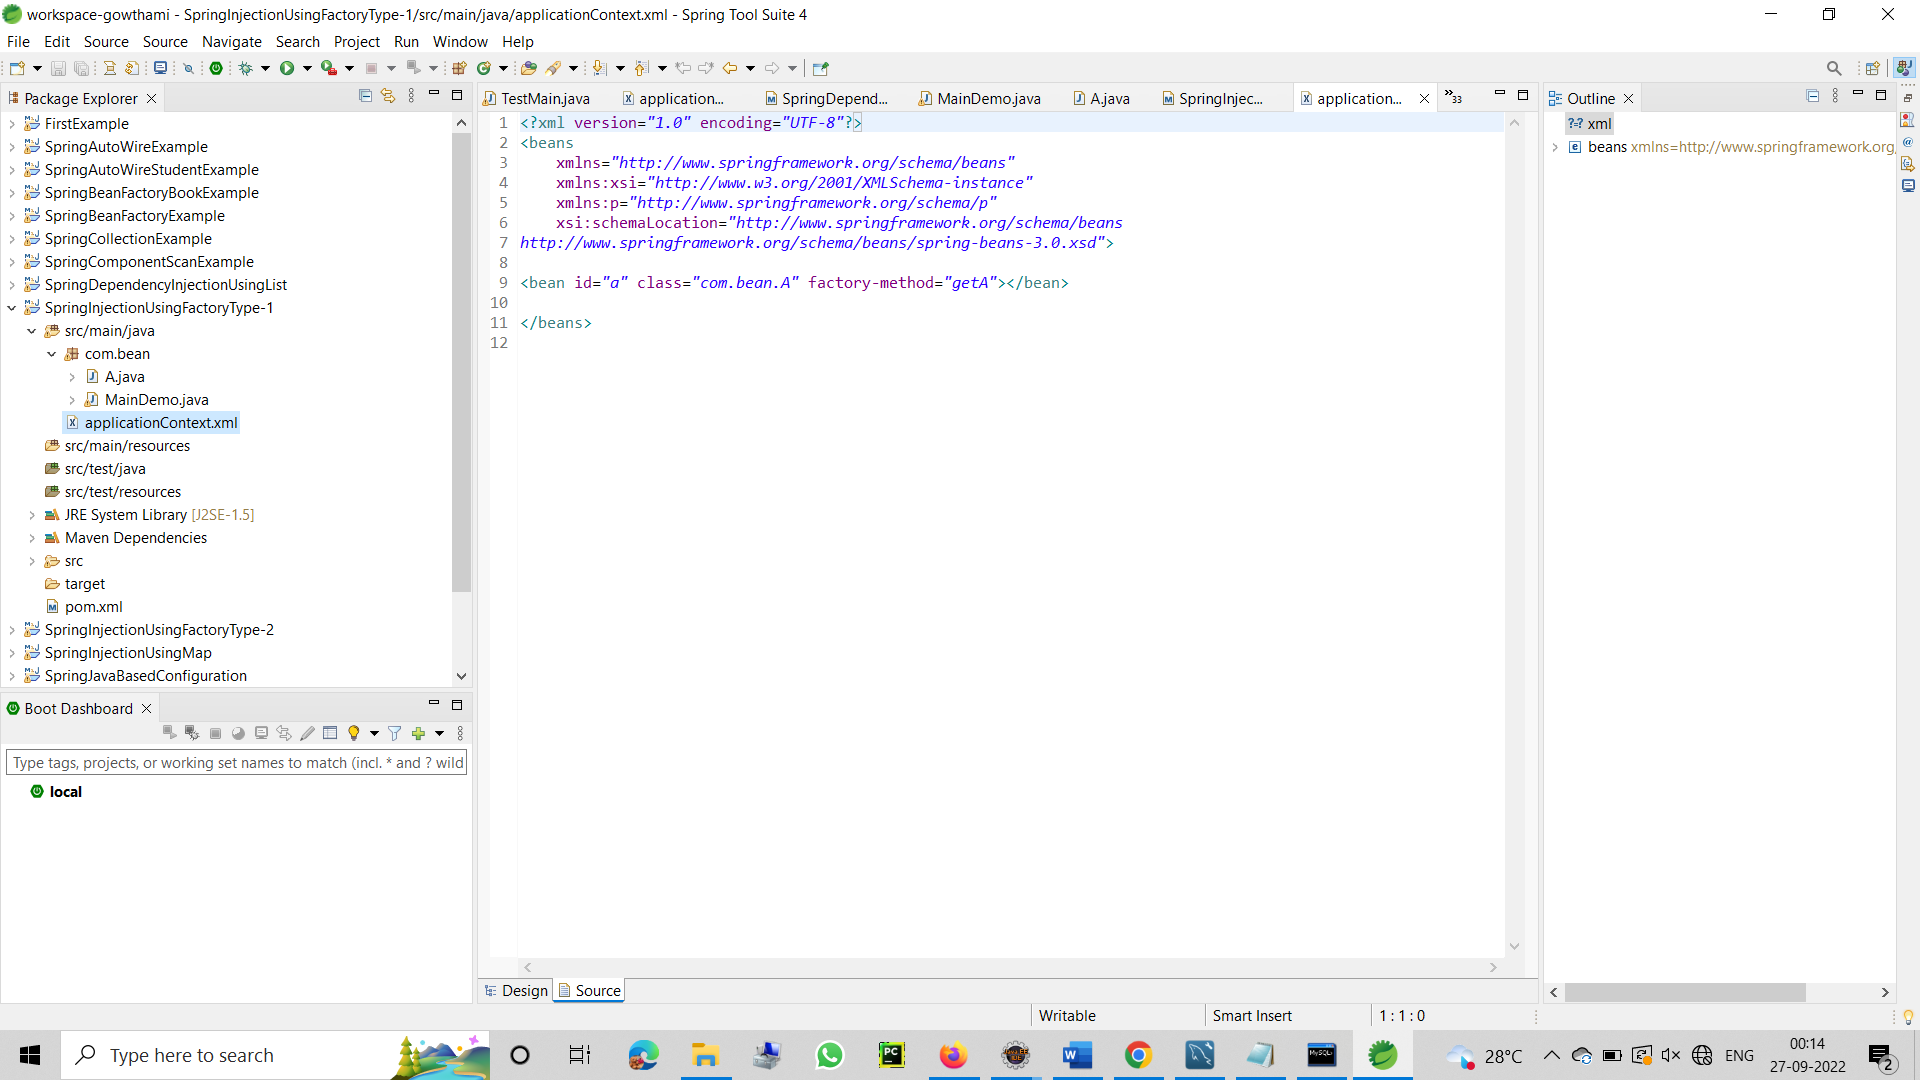 workspace-gowthami - SpringInjectionUsingFactoryType-1/src/main/java/applicationContext.xml - Spring Tool Suite 4
File Edit Source Source Navigate Search Project Run Window Help
Package Explorer
FirstExample
SpringAutoWireExample
SpringAutoWireStudentExample
SpringBeanFactoryBookExample
SpringBeanFactoryExample
SpringCollectionExample
SpringComponentScanExample
SpringDependencyInjectionUsingList
SpringInjectionUsingFactoryType-1
src/main/java
com.bean
A.java
MainDemo.java
applicationContext.xml
src/main/resources
src/test/java
src/test/resources
JRE System Library [J2SE-1.5]
Maven Dependencies
src
target
pom.xml
SpringInjectionUsingFactoryType-2
SpringInjectionUsingMap
SpringJavaBasedConfiguration
Boot Dashboard
Type tags, projects, or working set names to match (incl. * and ? wild
local
TestMain.java application... SpringDepend... MainDemo.java A.java SpringInjec... application... »33
1 <?xml version="1.0" encoding="UTF-8"?>
2 <beans
3 xmlns="http://www.springframework.org/schema/beans"
4 xmlns:xsi="http://www.w3.org/2001/XMLSchema-instance"
5 xmlns:p="http://www.springframework.org/schema/p"
6 xsi:schemaLocation="http://www.springframework.org/schema/beans
7 http://www.springframework.org/schema/beans/spring-beans-3.0.xsd">
8
9 <bean id="a" class="com.bean.A" factory-method="getA"></bean>
10
11 </beans>
12
Design Source
Outline
?=? xml
beans xmlns=http://www.springframework.org
Writable Smart Insert 1 : 1 : 0
Type here to search
28°C ENG
00:14
27-09-2022
2